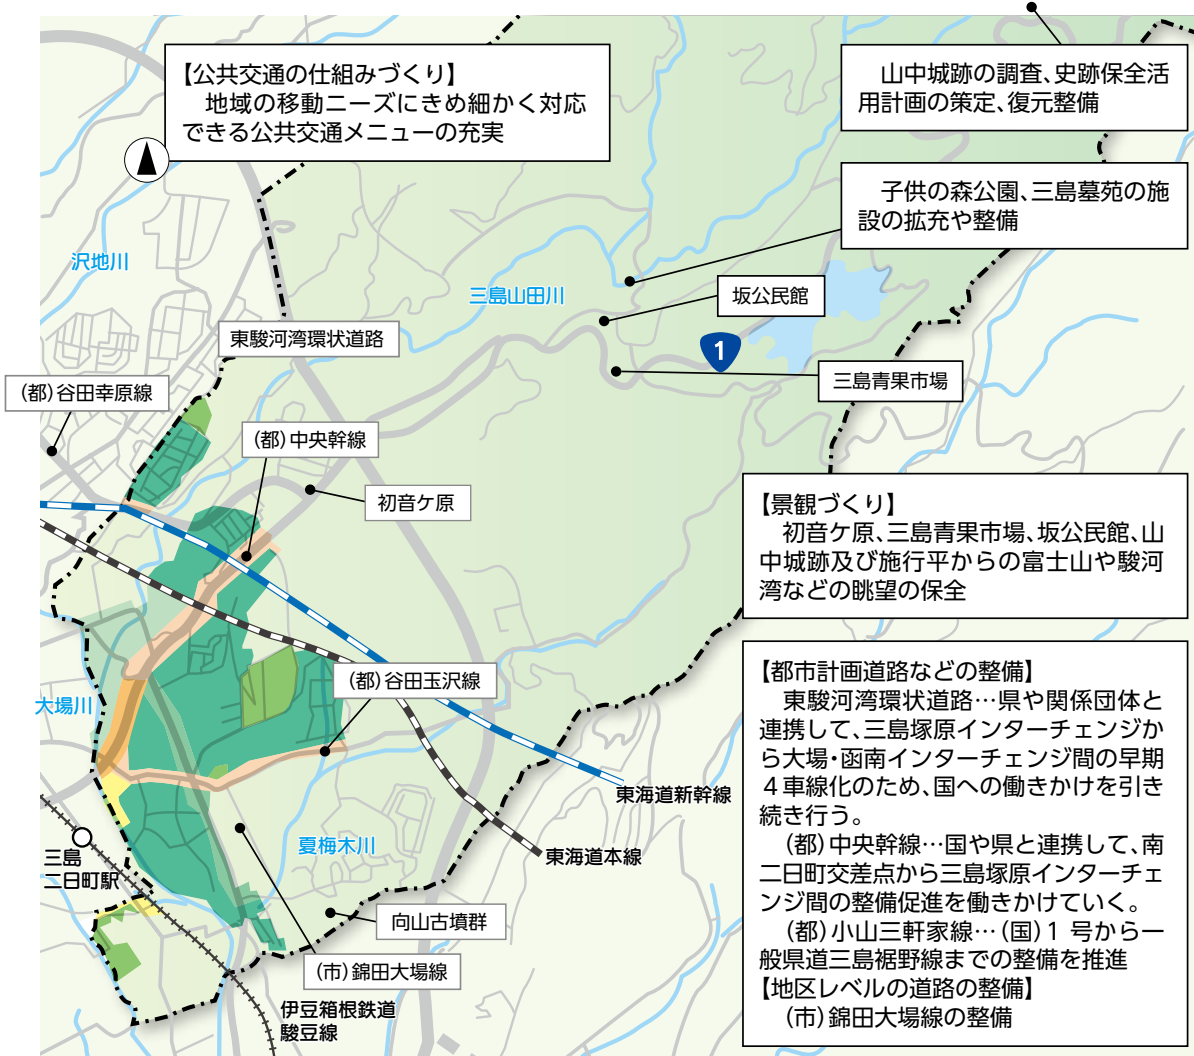 【公共交通の仕組みづくり】
地域の移動ニーズにきめ細かく対応
できる公共交通メニューの充実
山中城跡の調査、史跡保全活
用計画の策定、復元整備
子供の森公園、三島墓苑の施
設の拡充や整備
沢地川
三島山田川
坂公民館
東駿河湾環状道路
1
三島青果市場
(都)谷田幸原線
(都)中央幹線
初音ケ原
【景観づくり】
初音ケ原、三島青果市場、坂公民館、山
中城跡及び施行平からの富士山や駿河
湾などの眺望の保全
(都)谷田玉沢線
大場川
【都市計画道路などの整備】
東駿河湾環状道路…県や関係団体と
連携して、三島塚原インターチェンジか
ら大場・函南インターチェンジ間の早期
4車線化のため、国への働きかけを引き
続き行う。
(都)中央幹線…国や県と連携して、南
二日町交差点から三島塚原インターチェ
ンジ間の整備促進を働きかけていく。
(都)小山三軒家線…(国)1 号から一
般県道三島裾野線までの整備を推進
【地区レベルの道路の整備】
(市)錦田大場線の整備
東海道新幹線
夏梅木川
東海道本線
三島
二日町駅
向山古墳群
(市)錦田大場線
伊豆箱根鉄道
駿豆線